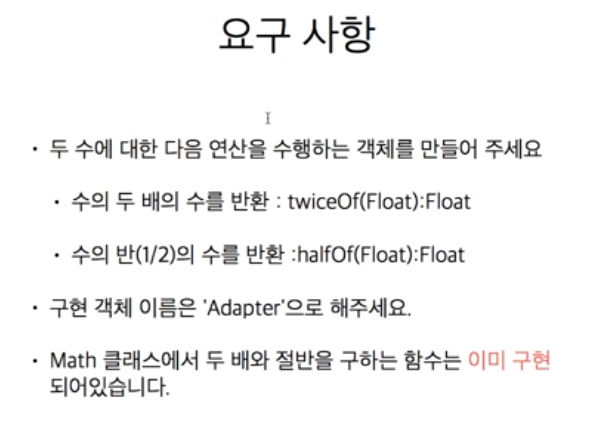 요구 사항
• 두 수에 대한 다음 연산을 수행하는 객체를 만들어 주세요
• 수의 두 배의 수를 반환 : twiceOf(Float):Float
• 수의 반(1/2)의 수를 반환 :halfOf(Float):Float
• 구현 객체 이름은 'Adapter'으로 해주세요.
• Math 클래스에서 두 배와 절반을 구하는 함수는 이미 구현
되어있습니다.